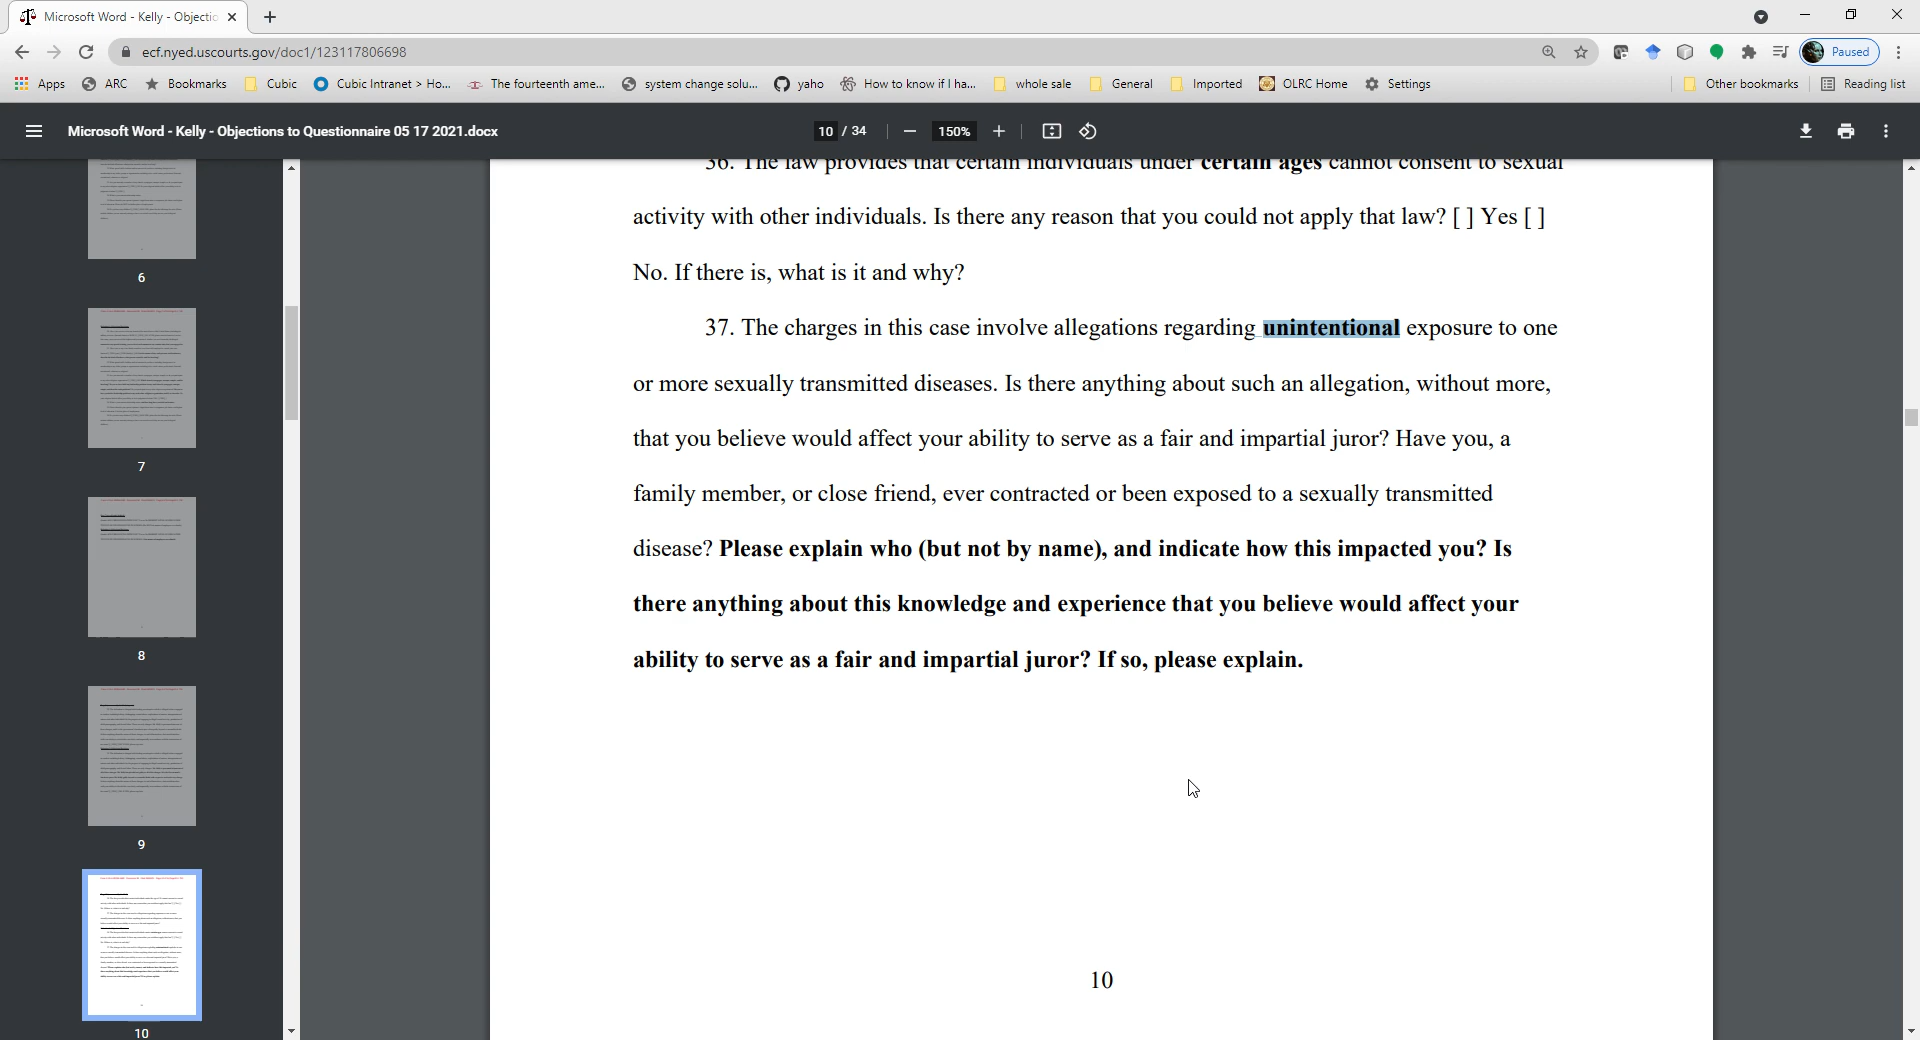 Microsoft Word - Kelly - Objectio
ecf.nyed.uscourts.gov/doc1/123117806698
Paused
Apps ARC Bookmarks Cubic Cubic Intranet > Ho... The fourteenth ame... system change solu... yaho How to know if I ha... whole sale General Imported OLRC Home Settings Other bookmarks Reading list
Microsoft Word - Kelly - Objections to Questionnaire 05 17 2021.docx 10 / 34 150%
36. The law provides that certain individuals under certain ages cannot consent to sexual
activity with other individuals. Is there any reason that you could not apply that law? [ ] Yes [ ]
No. If there is, what is it and why?
37. The charges in this case involve allegations regarding unintentional exposure to one
or more sexually transmitted diseases. Is there anything about such an allegation, without more,
that you believe would affect your ability to serve as a fair and impartial juror? Have you, a
family member, or close friend, ever contracted or been exposed to a sexually transmitted
disease? Please explain who (but not by name), and indicate how this impacted you? Is
there anything about this knowledge and experience that you believe would affect your
ability to serve as a fair and impartial juror? If so, please explain.
10
6
7
8
9
10